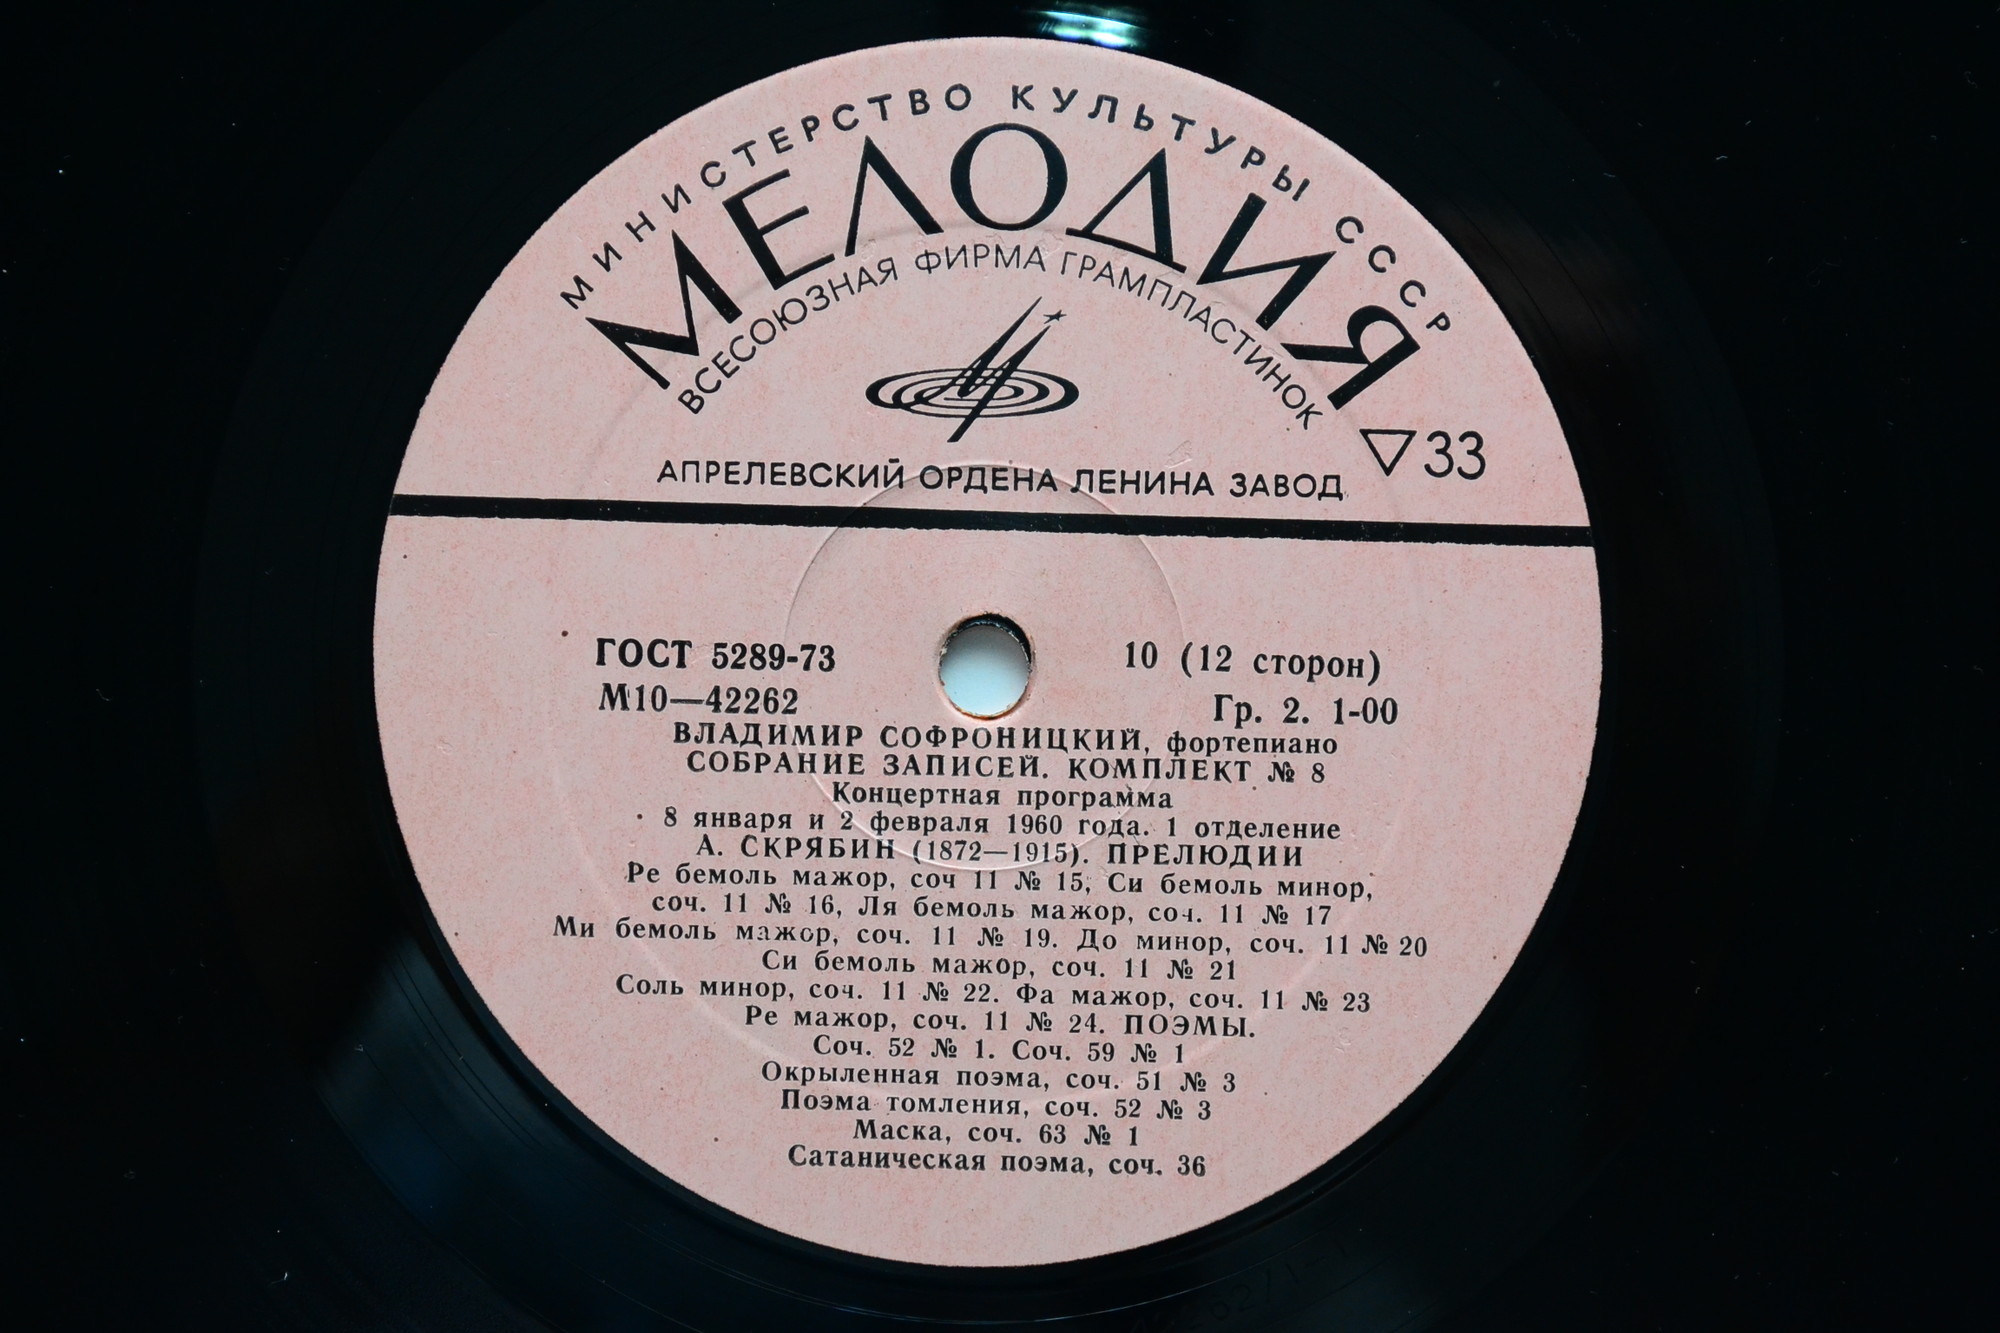 МИНИСТЕРСТВО КУЛЬТУРЫ СССР
МЕЛОДИЯ
ВСЕСОЮЗНАЯ ФИРМА ГРАМПЛАСТИНОК
33
АПРЕЛЕВСКИЙ ОРДЕНА ЛЕНИНА ЗАВОД
ГОСТ 5289-73 10 (12 сторон)
М10—42262 Гр. 2. 1-00
ВЛАДИМИР СОФРОНИЦКИЙ, фортепиано
СОБРАНИЕ ЗАПИСЕЙ. КОМПЛЕКТ № 8
Концертная программа
8 января и 2 февраля 1960 года. 1 отделение
А. СКРЯБИН (1872—1915). ПРЕЛЮДИИ
Ре бемоль мажор, соч 11 № 15, Си бемоль минор,
соч. 11 № 16, Ля бемоль мажор, соч. 11 № 17
Ми бемоль мажор, соч. 11 № 19. До минор, соч. 11 № 20
Си бемоль мажор, соч. 11 № 21
Соль минор, соч. 11 № 22. Фа мажор, соч. 11 № 23
Ре мажор, соч. 11 № 24. ПОЭМЫ.
Соч. 52 № 1. Соч. 59 № 1
Окрыленная поэма, соч. 51 № 3
Поэма томления, соч. 52 № 3
Маска, соч. 63 № 1
Сатаническая поэма, соч. 36